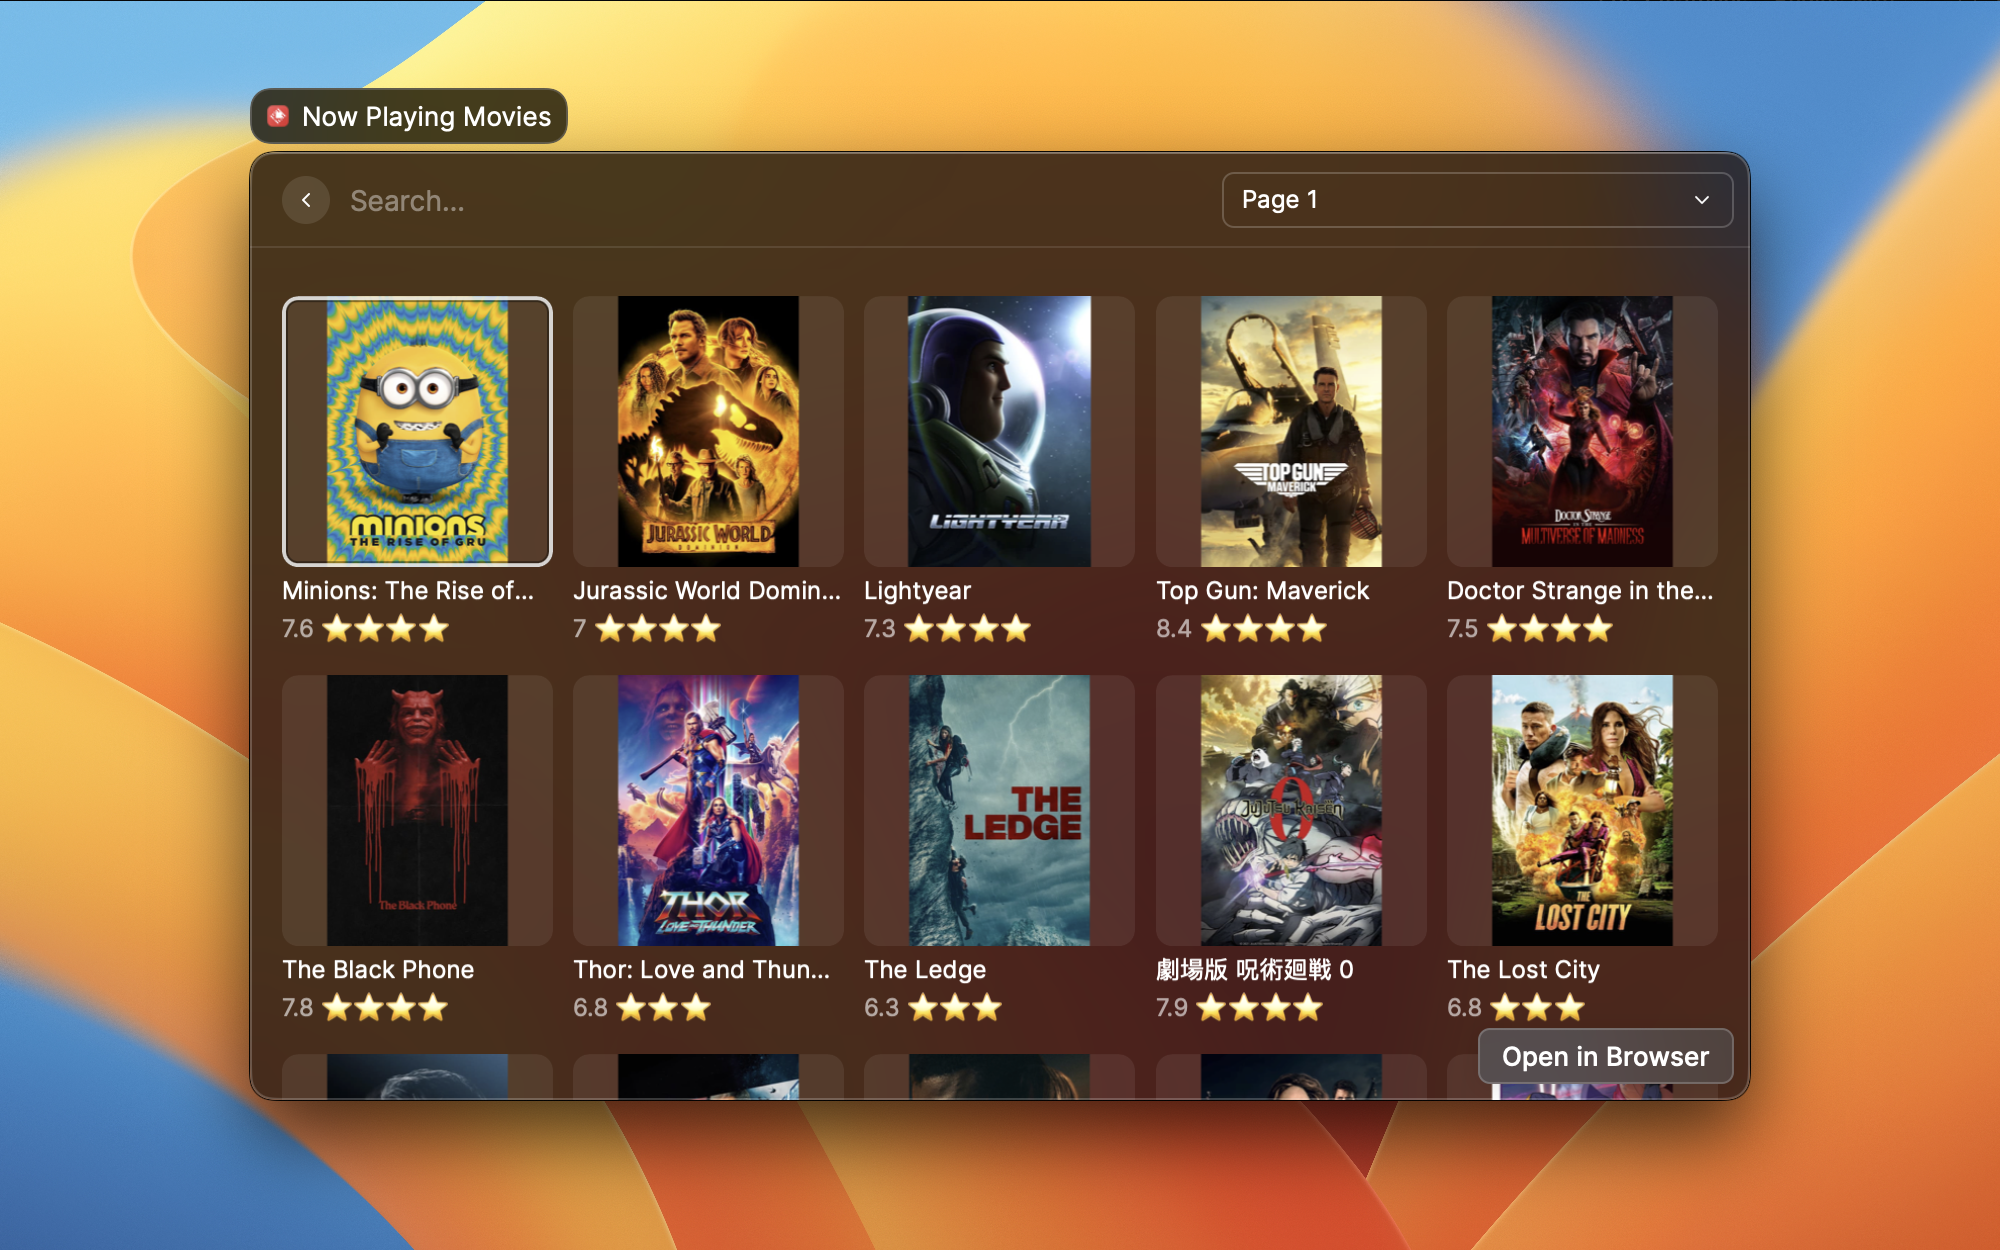 Now Playing Movies
Search...
Page 1
MINIONS
THE RISE OF GRU
JURASSIC WORLD
DOMINION
LIGHTYEAR
TOP GUN
MAVERICK
DOCTOR STRANGE
IN THE
MULTIVERSE OF MADNESS
Minions: The Rise of...
Jurassic World Domin...
Lightyear
Top Gun: Maverick
Doctor Strange in the...
7.6 ⭐⭐⭐⭐
7 ⭐⭐⭐⭐
7.3 ⭐⭐⭐⭐
8.4 ⭐⭐⭐⭐
7.5 ⭐⭐⭐⭐
The Black Phone
THOR
LOVE AND THUNDER
THE
LEDGE
JUJUTSU KAISEN
0
THE
LOST CITY
The Black Phone
Thor: Love and Thun...
The Ledge
劇場版 呪術廻戦 0
The Lost City
7.8 ⭐⭐⭐⭐
6.8 ⭐⭐⭐
6.3 ⭐⭐⭐
7.9 ⭐⭐⭐⭐
6.8 ⭐⭐⭐
Open in Browser